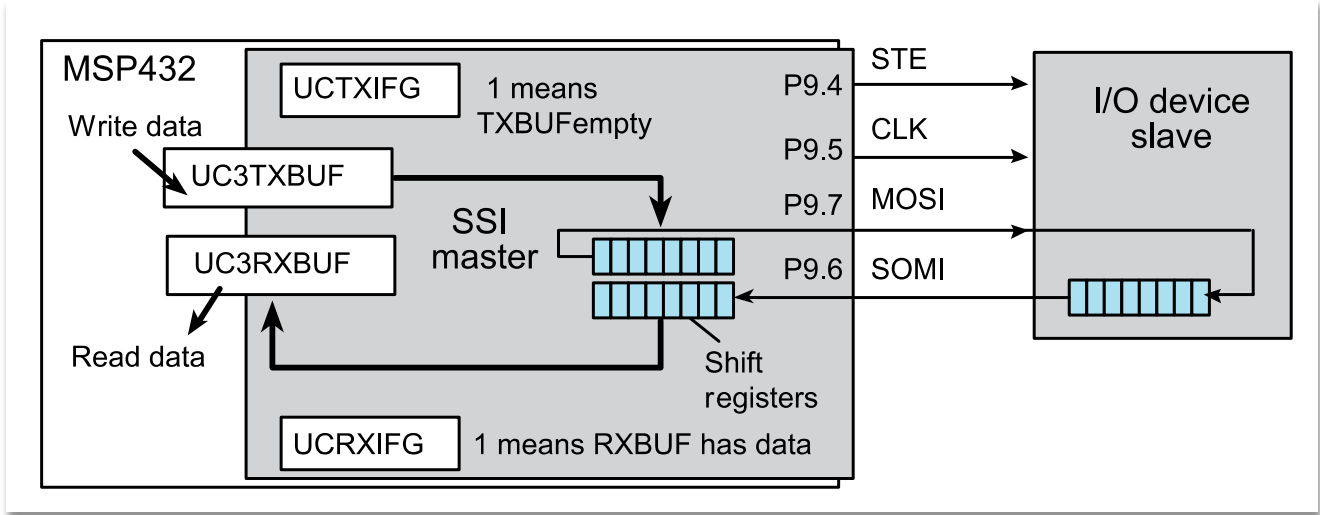 MSP432
Write data
UC3TXBUF
UC3RXBUF
Read data
UCTXIFG
1 means
TXBUFempty
SSI
master
Shift
registers
UCRXIFG
1 means RXBUF has data
P9.4
STE
P9.5
CLK
P9.7
MOSI
P9.6
SOMI
I/O device
slave